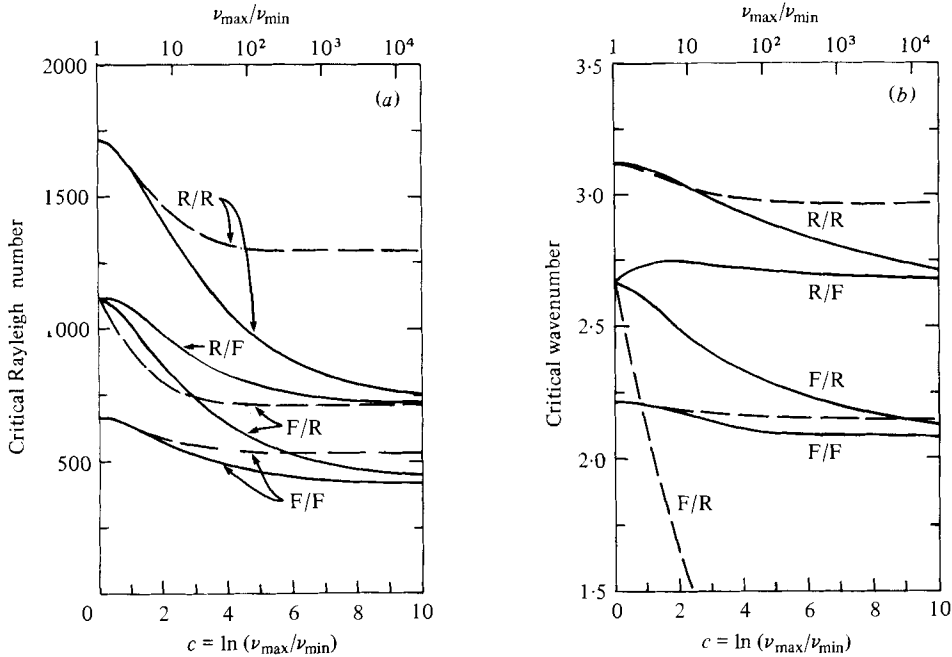 ν_max/ν_min
1 10 10² 10³ 10⁴
2000
1500
1000
500
0
Critical Rayleigh number
(a)
R/R
R/F
F/R
F/F
0 2 4 6 8 10
c = ln (ν_max/ν_min)
ν_max/ν_min
1 10 10² 10³ 10⁴
3·5
3·0
2·5
2·0
1·5
Critical wavenumber
(b)
R/R
R/F
F/R
F/F
F/R
0 2 4 6 8 10
c = ln (ν_max/ν_min)